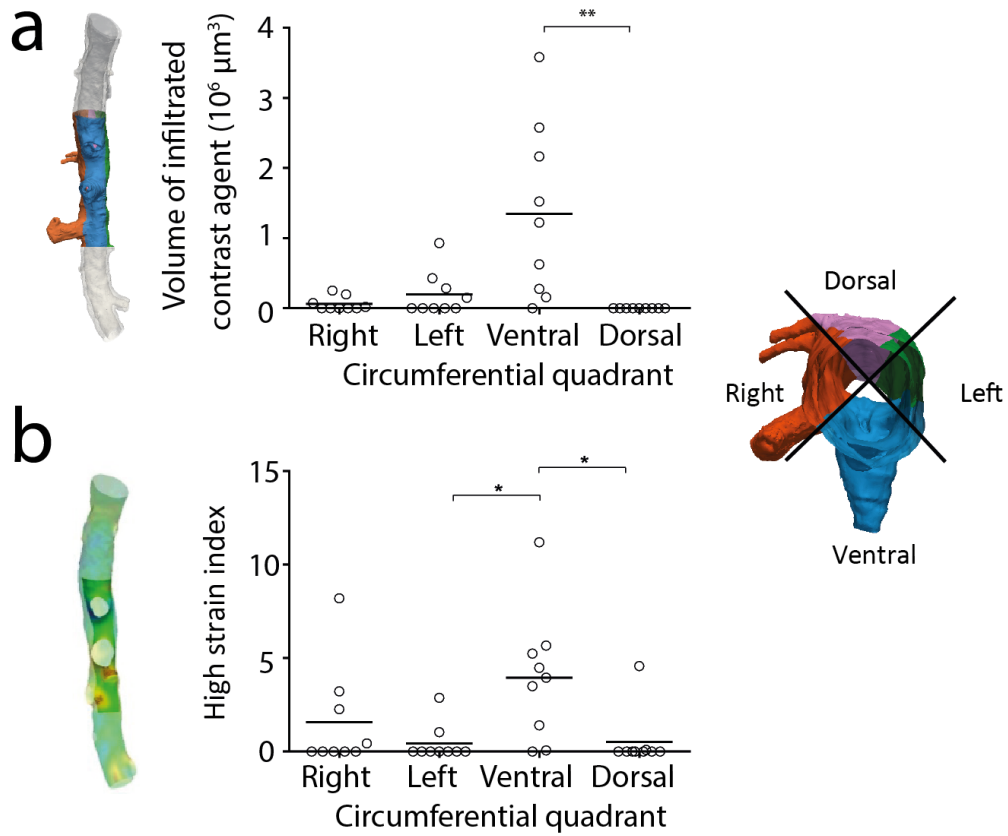 a
Volume of infiltrated
contrast agent (10⁶ µm³)
4
3
2
1
0
**
Right Left Ventral Dorsal
Circumferential quadrant
Dorsal
Right
Left
Ventral
b
High strain index
15
10
5
0
*
*
Right Left Ventral Dorsal
Circumferential quadrant